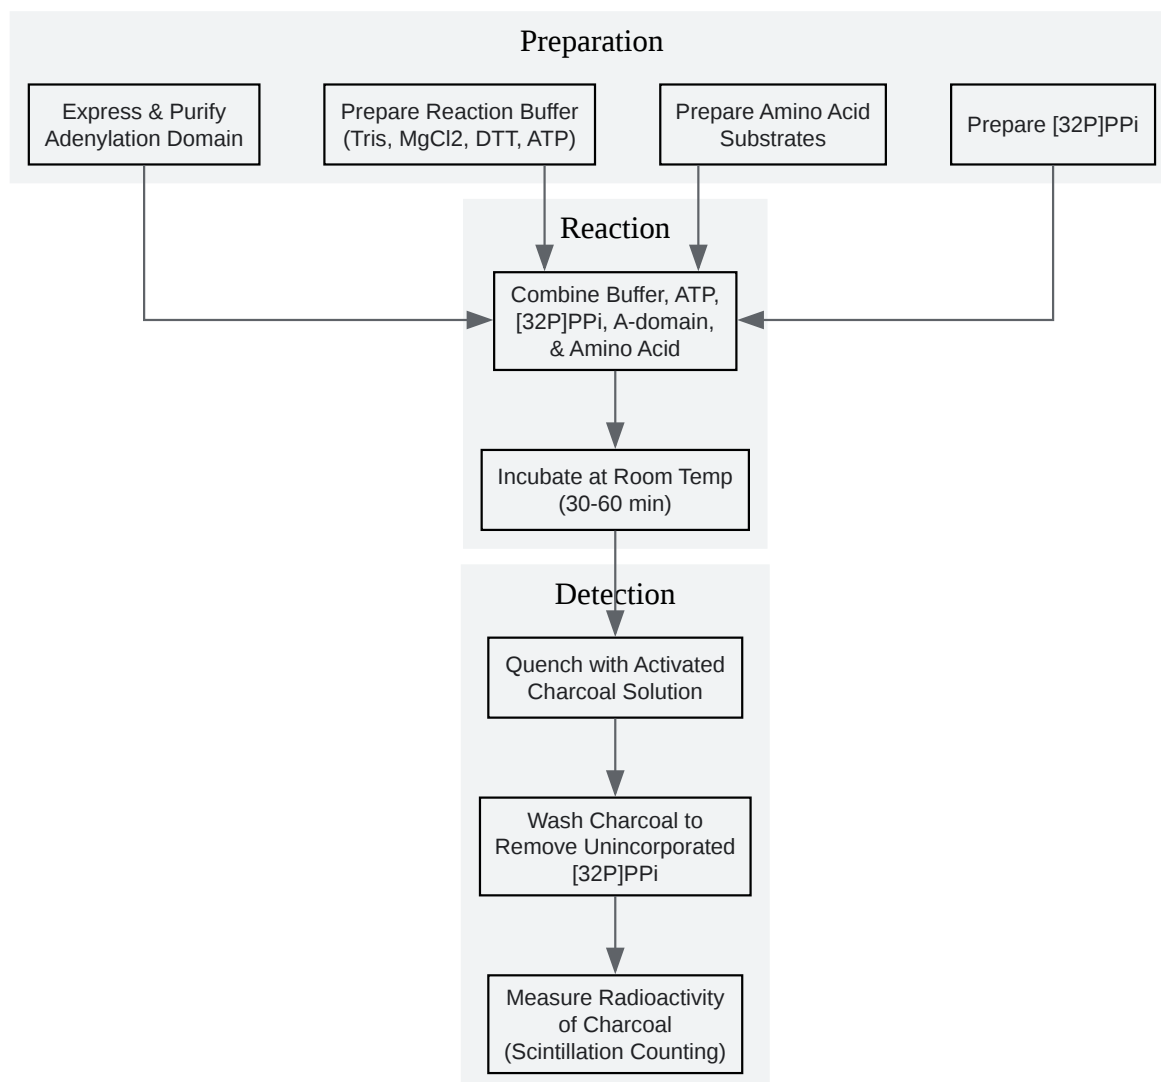 Preparation
Express & Purify
Adenylation Domain
Prepare Reaction Buffer
(Tris, MgCl2, DTT, ATP)
Prepare Amino Acid
Substrates
Prepare [32P]PPi
Reaction
Combine Buffer, ATP,
[32P]PPi, A-domain,
& Amino Acid
Incubate at Room Temp
(30-60 min)
Detection
Quench with Activated
Charcoal Solution
Wash Charcoal to
Remove Unincorporated
[32P]PPi
Measure Radioactivity
of Charcoal
(Scintillation Counting)